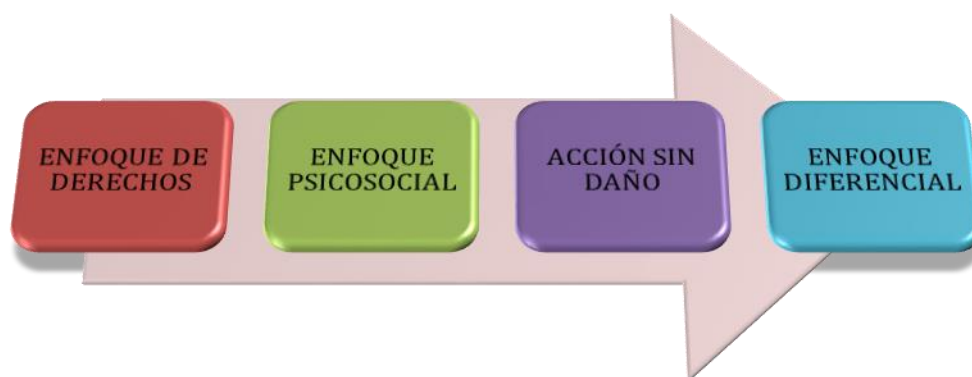 ENFOQUE DE
DERECHOS
ENFOQUE
PSICOSOCIAL
ACCIÓN SIN
DAÑO
ENFOQUE
DIFERENCIAL